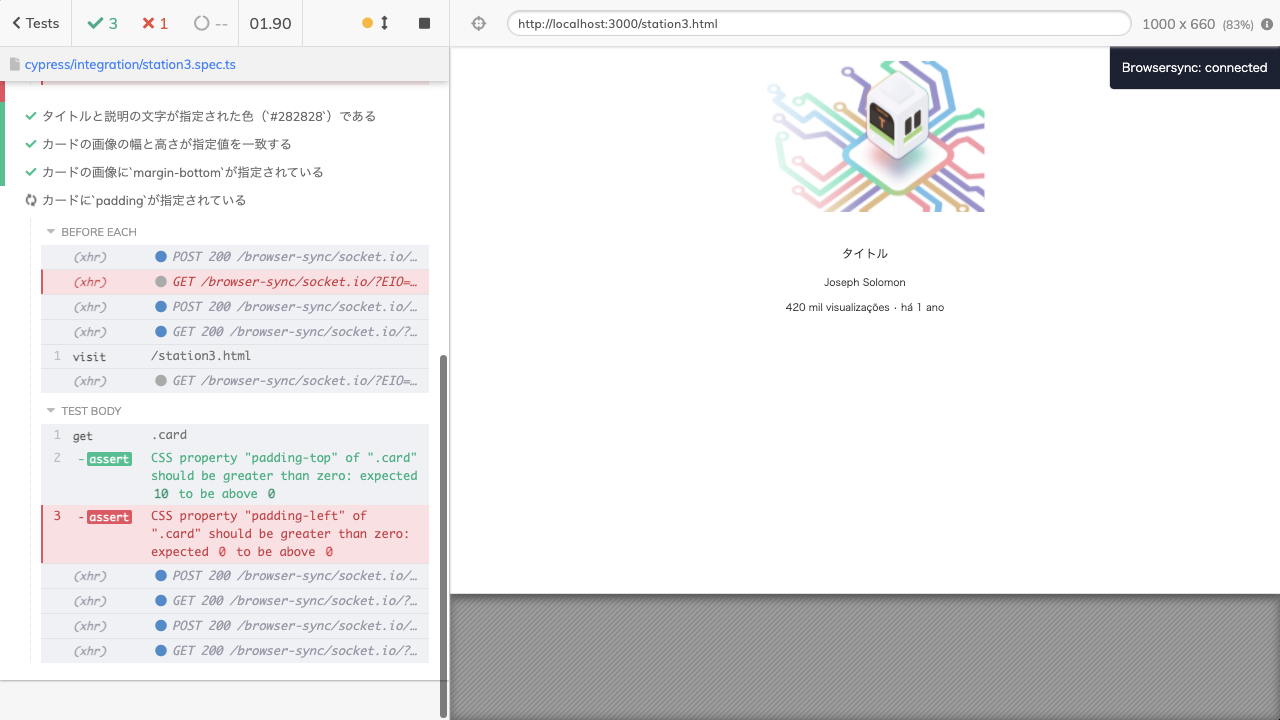 Tests
3
1
--
01.90
http://localhost:3000/station3.html
1000 x 660 (83%)
cypress/integration/station3.spec.ts
Browsersync: connected
タイトルと説明の文字が指定された色（`#282828`）である
カードの画像の幅と高さが指定値を一致する
カードの画像に`margin-bottom`が指定されている
カードに`padding`が指定されている
BEFORE EACH
(xhr) POST 200 /browser-sync/socket.io/…
(xhr) GET /browser-sync/socket.io/?EIO=…
(xhr) POST 200 /browser-sync/socket.io/…
(xhr) GET 200 /browser-sync/socket.io/?…
1 visit /station3.html
(xhr) GET /browser-sync/socket.io/?EIO=…
TEST BODY
1 get .card
2 -assert CSS property "padding-top" of ".card"
should be greater than zero: expected
10 to be above 0
3 -assert CSS property "padding-left" of
".card" should be greater than zero:
expected 0 to be above 0
(xhr) POST 200 /browser-sync/socket.io/…
(xhr) GET 200 /browser-sync/socket.io/?…
(xhr) POST 200 /browser-sync/socket.io/…
(xhr) GET 200 /browser-sync/socket.io/?…
T
タイトル
Joseph Solomon
420 mil visualizações・há 1 ano